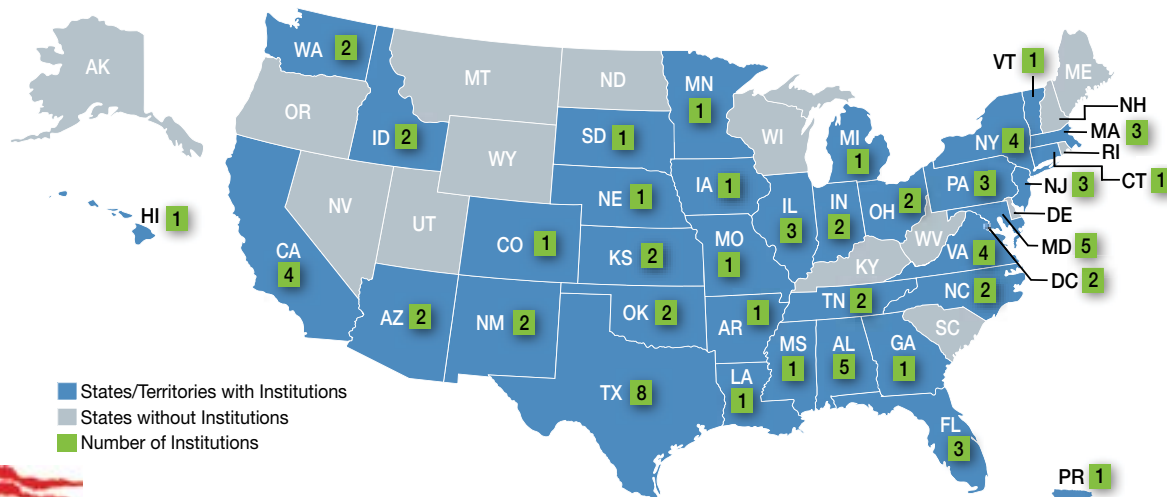 AK
WA 2
MT
ND
MN 1
VT 1
ME
OR
ID 2
SD 1
WI
MI 1
NY 4
NH
MA 3
RI
WY
CT 1
NE 1
IA 1
PA 3
NJ 3
HI 1
NV
UT
IL 3
IN 2
OH 2
DE
CA 4
CO 1
KS 2
MO 1
WV
VA 4
MD 5
KY
DC 2
AZ 2
NM 2
OK 2
AR 1
TN 2
NC 2
SC
MS 1
AL 5
GA 1
TX 8
LA 1
FL 3
PR 1
States/Territories with Institutions
States without Institutions
Number of Institutions